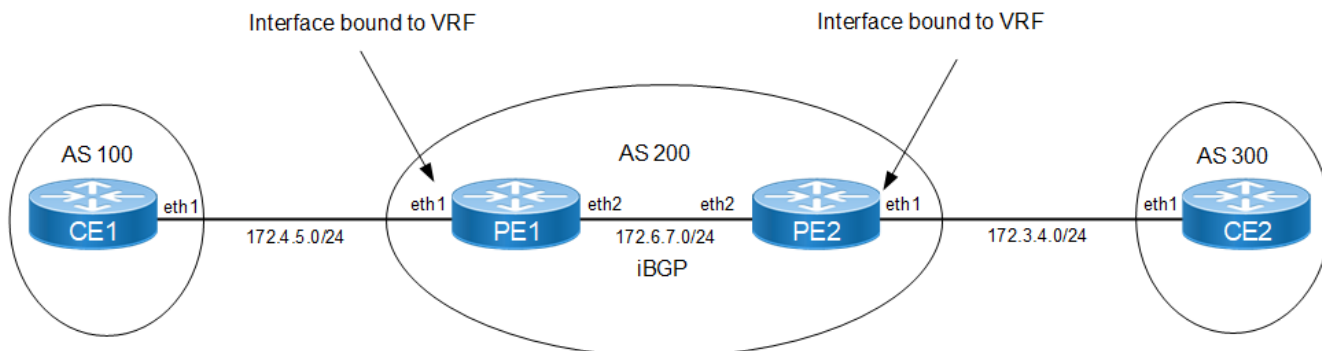 Interface bound to VRF
Interface bound to VRF
AS 100
AS 200
AS 300
eth1
eth1
eth2
eth2
eth1
eth1
CE1
PE1
PE2
CE2
172.4.5.0/24
172.6.7.0/24
172.3.4.0/24
iBGP